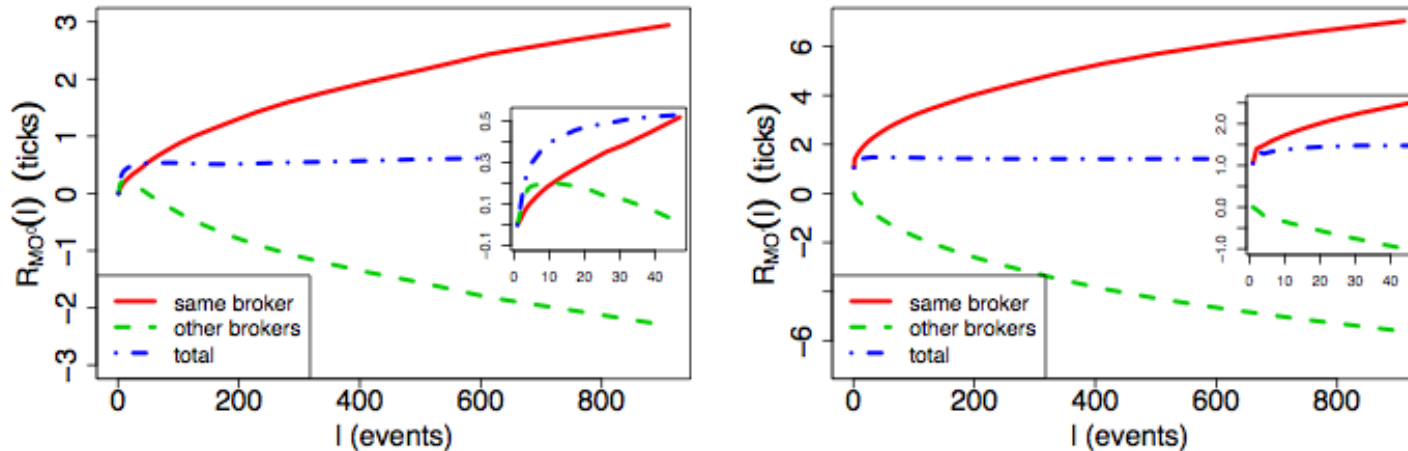 R_MO⁰(l) (ticks)
3
2
1
0
−1
−2
−3
0.5
0.3
0.1
−0.1
0 10 20 30 40
same broker
other brokers
total
0 200 400 600 800
l (events)
R_MO'(l) (ticks)
6
4
2
0
−2
−6
2.0
1.0
0.0
−1.0
0 10 20 30 40
same broker
other brokers
total
0 200 400 600 800
l (events)